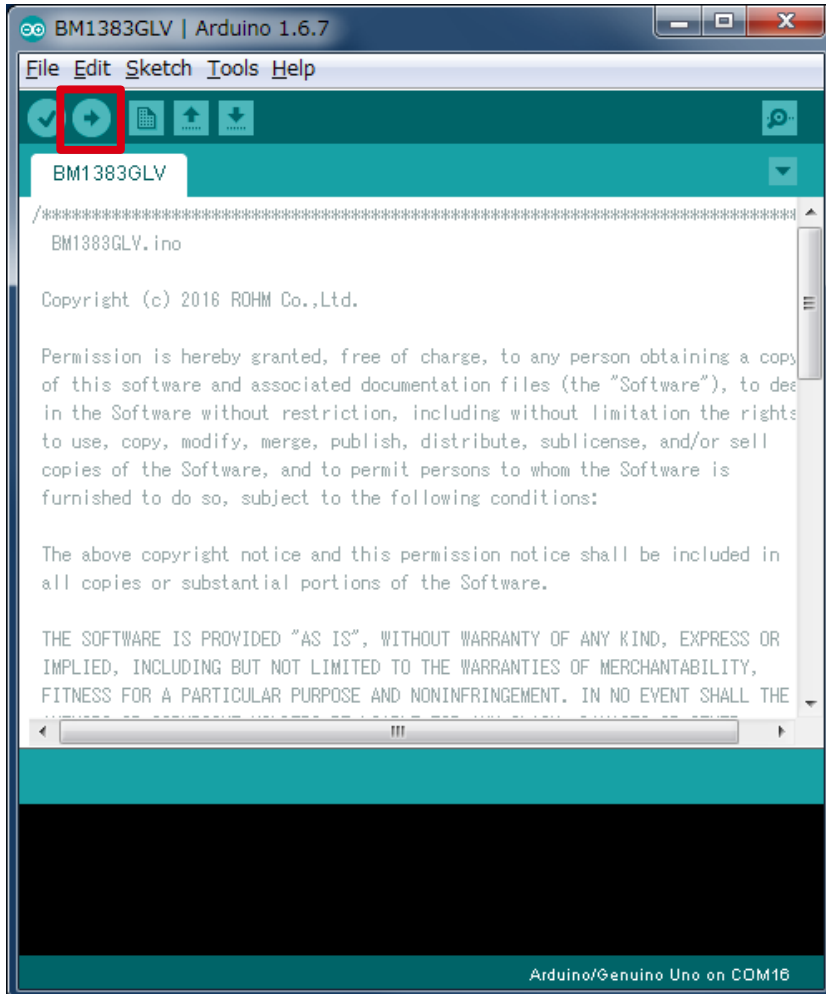 BM1383GLV | Arduino 1.6.7
File Edit Sketch Tools Help
BM1383GLV
/****************************************************************************
BM1383GLV.ino
Copyright (c) 2016 ROHM Co.,Ltd.
Permission is hereby granted, free of charge, to any person obtaining a copy
of this software and associated documentation files (the "Software"), to dea
in the Software without restriction, including without limitation the rights
to use, copy, modify, merge, publish, distribute, sublicense, and/or sell
copies of the Software, and to permit persons to whom the Software is
furnished to do so, subject to the following conditions:
The above copyright notice and this permission notice shall be included in
all copies or substantial portions of the Software.
THE SOFTWARE IS PROVIDED "AS IS", WITHOUT WARRANTY OF ANY KIND, EXPRESS OR
IMPLIED, INCLUDING BUT NOT LIMITED TO THE WARRANTIES OF MERCHANTABILITY,
FITNESS FOR A PARTICULAR PURPOSE AND NONINFRINGEMENT. IN NO EVENT SHALL THE
Arduino/Genuino Uno on COM16